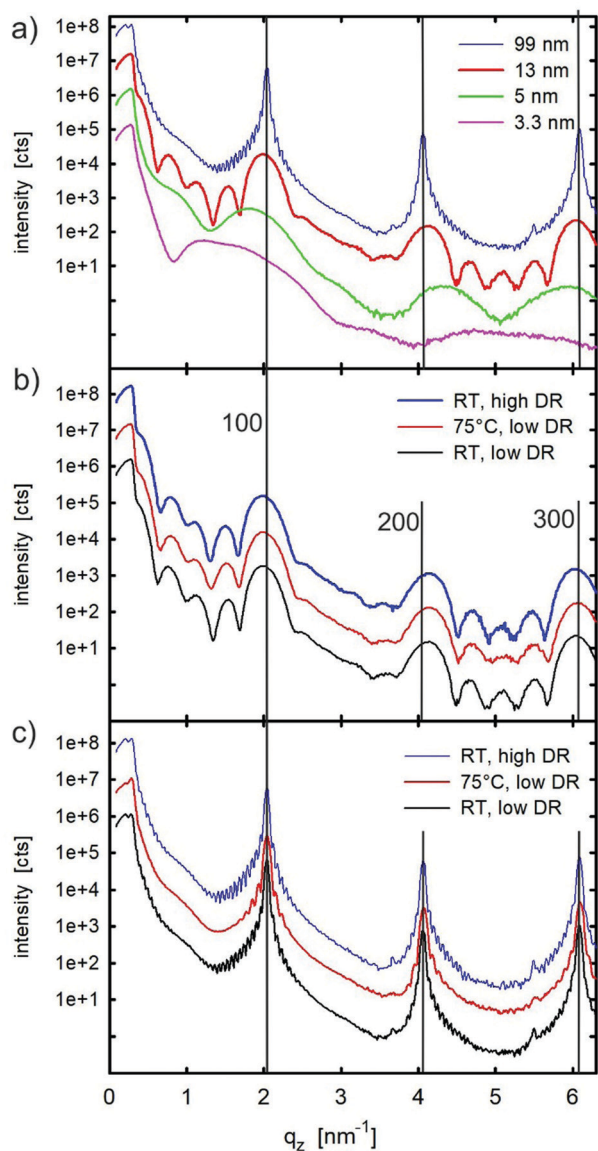 a)
1e+8
1e+7
1e+6
1e+5
1e+4
1e+3
1e+2
1e+1
intensity [cts]
99 nm
13 nm
5 nm
3.3 nm
b)
1e+8
1e+7
1e+6
1e+5
1e+4
1e+3
1e+2
1e+1
intensity [cts]
RT, high DR
75°C, low DR
RT, low DR
100
200
300
c)
1e+8
1e+7
1e+6
1e+5
1e+4
1e+3
1e+2
1e+1
intensity [cts]
RT, high DR
75°C, low DR
RT, low DR
0 1 2 3 4 5 6
q_z [nm⁻¹]